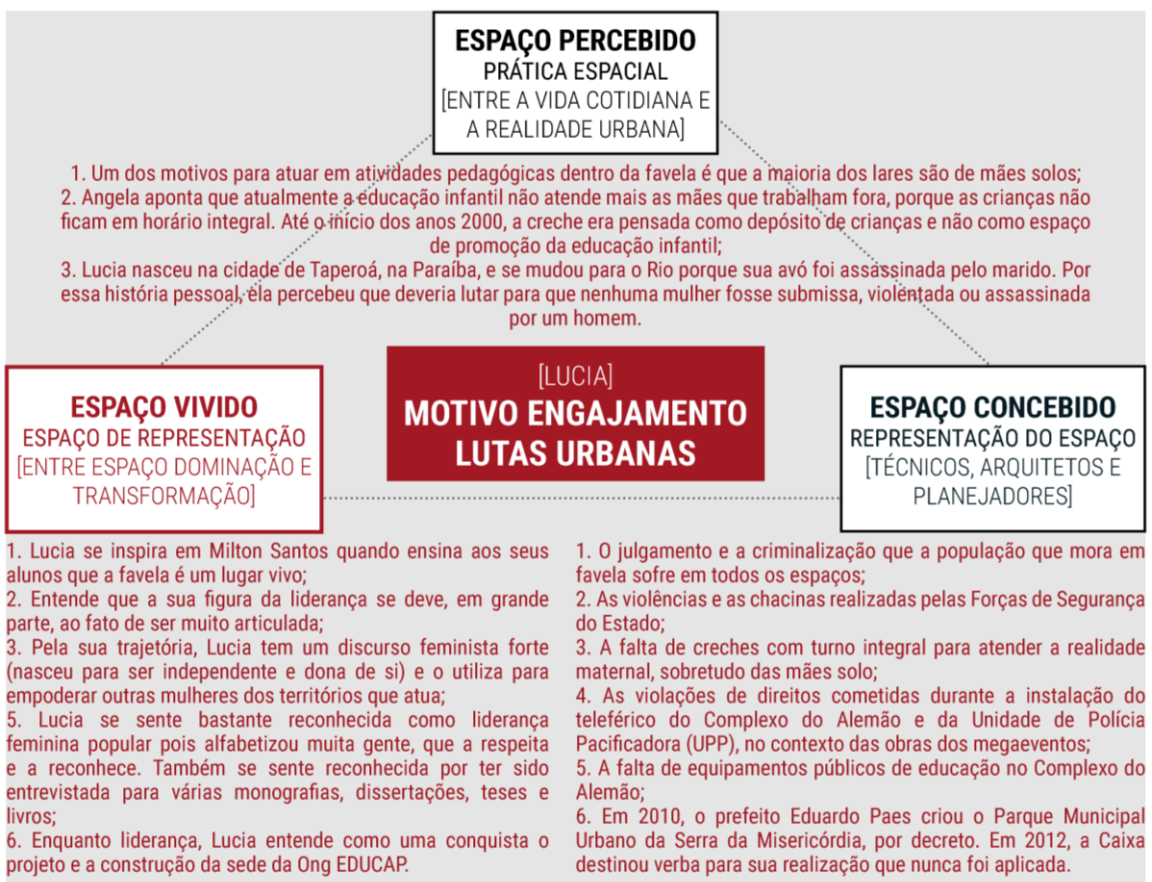 ESPAÇO PERCEBIDO
PRÁTICA ESPACIAL
[ENTRE A VIDA COTIDIANA E
A REALIDADE URBANA]
1. Um dos motivos para atuar em atividades pedagógicas dentro da favela é que a maioria dos lares são de mães solos;
2. Angela aponta que atualmente a educação infantil não atende mais as mães que trabalham fora, porque as crianças não
ficam em horário integral. Até o início dos anos 2000, a creche era pensada como depósito de crianças e não como espaço
de promoção da educação infantil;
3. Lucia nasceu na cidade de Taperoá, na Paraíba, e se mudou para o Rio porque sua avó foi assassinada pelo marido. Por
essa história pessoal, ela percebeu que deveria lutar para que nenhuma mulher fosse submissa, violentada ou assassinada
por um homem.
[LUCIA]
MOTIVO ENGAJAMENTO
LUTAS URBANAS
ESPAÇO VIVIDO
ESPAÇO DE REPRESENTAÇÃO
[ENTRE ESPAÇO DOMINAÇÃO E
TRANSFORMAÇÃO]
ESPAÇO CONCEBIDO
REPRESENTAÇÃO DO ESPAÇO
[TÉCNICOS, ARQUITETOS E
PLANEJADORES]
1. Lucia se inspira em Milton Santos quando ensina aos seus
alunos que a favela é um lugar vivo;
2. Entende que a sua figura da liderança se deve, em grande
parte, ao fato de ser muito articulada;
3. Pela sua trajetória, Lucia tem um discurso feminista forte
(nasceu para ser independente e dona de si) e o utiliza para
empoderar outras mulheres dos territórios que atua;
5. Lucia se sente bastante reconhecida como liderança
feminina popular pois alfabetizou muita gente, que a respeita
e a reconhece. Também se sente reconhecida por ter sido
entrevistada para várias monografias, dissertações, teses e
livros;
6. Enquanto liderança, Lucia entende como uma conquista o
projeto e a construção da sede da Ong EDUCAP.
1. O julgamento e a criminalização que a população que mora em
favela sofre em todos os espaços;
2. As violências e as chacinas realizadas pelas Forças de Segurança
do Estado;
3. A falta de creches com turno integral para atender a realidade
maternal, sobretudo das mães solo;
4. As violações de direitos cometidas durante a instalação do
teleférico do Complexo do Alemão e da Unidade de Polícia
Pacificadora (UPP), no contexto das obras dos megaeventos;
5. A falta de equipamentos públicos de educação no Complexo do
Alemão;
6. Em 2010, o prefeito Eduardo Paes criou o Parque Municipal
Urbano da Serra da Misericórdia, por decreto. Em 2012, a Caixa
destinou verba para sua realização que nunca foi aplicada.